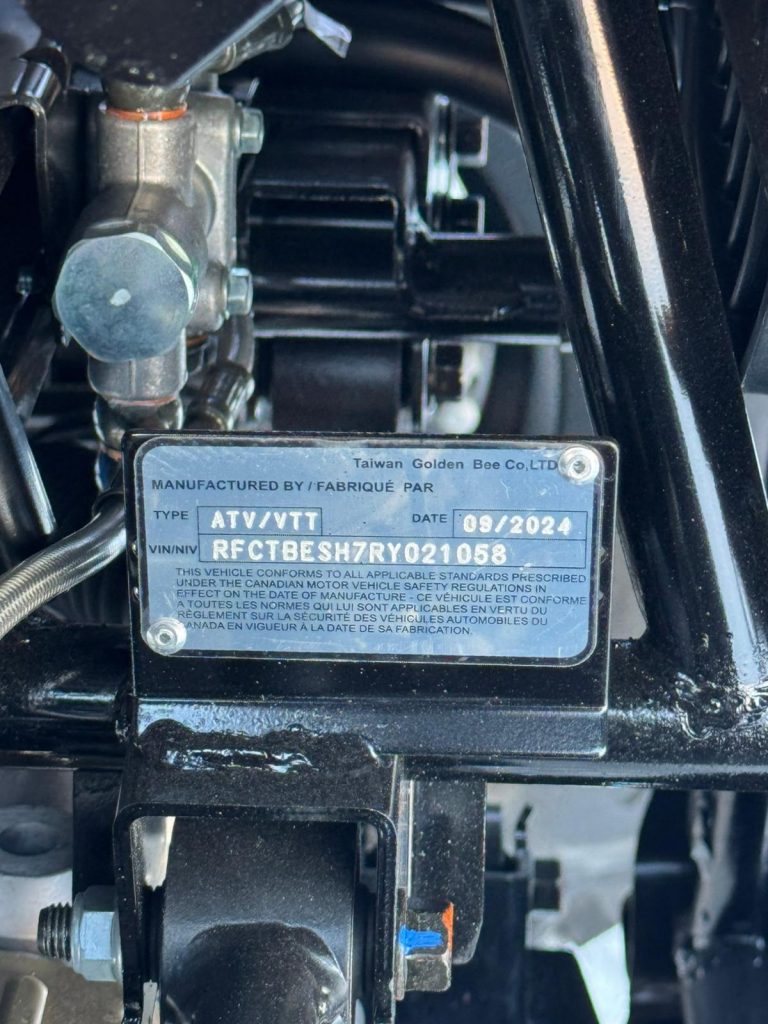 Taiwan Golden Bee Co,LTD
MANUFACTURED BY / FABRIQUÉ PAR
TYPE ATV/VTT DATE 09/2024
VIN/NIV RFCTBESH7RY021058
THIS VEHICLE CONFORMS TO ALL APPLICABLE STANDARDS PRESCRIBED
UNDER THE CANADIAN MOTOR VEHICLE SAFETY REGULATIONS IN
EFFECT ON THE DATE OF MANUFACTURE - CE VÉHICULE EST CONFORME
A TOUTES LES NORMES QUI LUI SONT APPLICABLES EN VERTU DU
RÈGLEMENT SUR LA SÉCURITÉ DES VÉHICULES AUTOMOBILES DU
CANADA EN VIGUEUR À LA DATE DE SA FABRICATION.